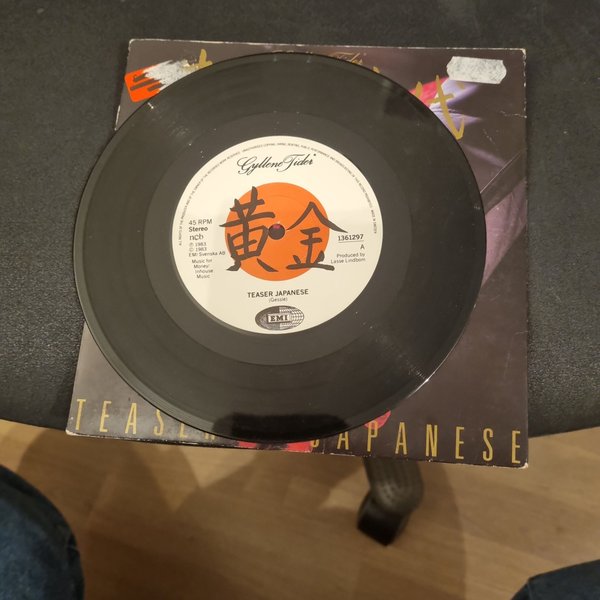 Gyllene Tider
黄金
45 RPM
Stereo
ncb
℗ 1983
© 1983
EMI Svenska AB
Music for
Money/
Inhouse
Music
1361297
A
Produced by
Lasse Lindbom
TEASER JAPANESE
(Gessle)
EMI
TEASER JAPANESE